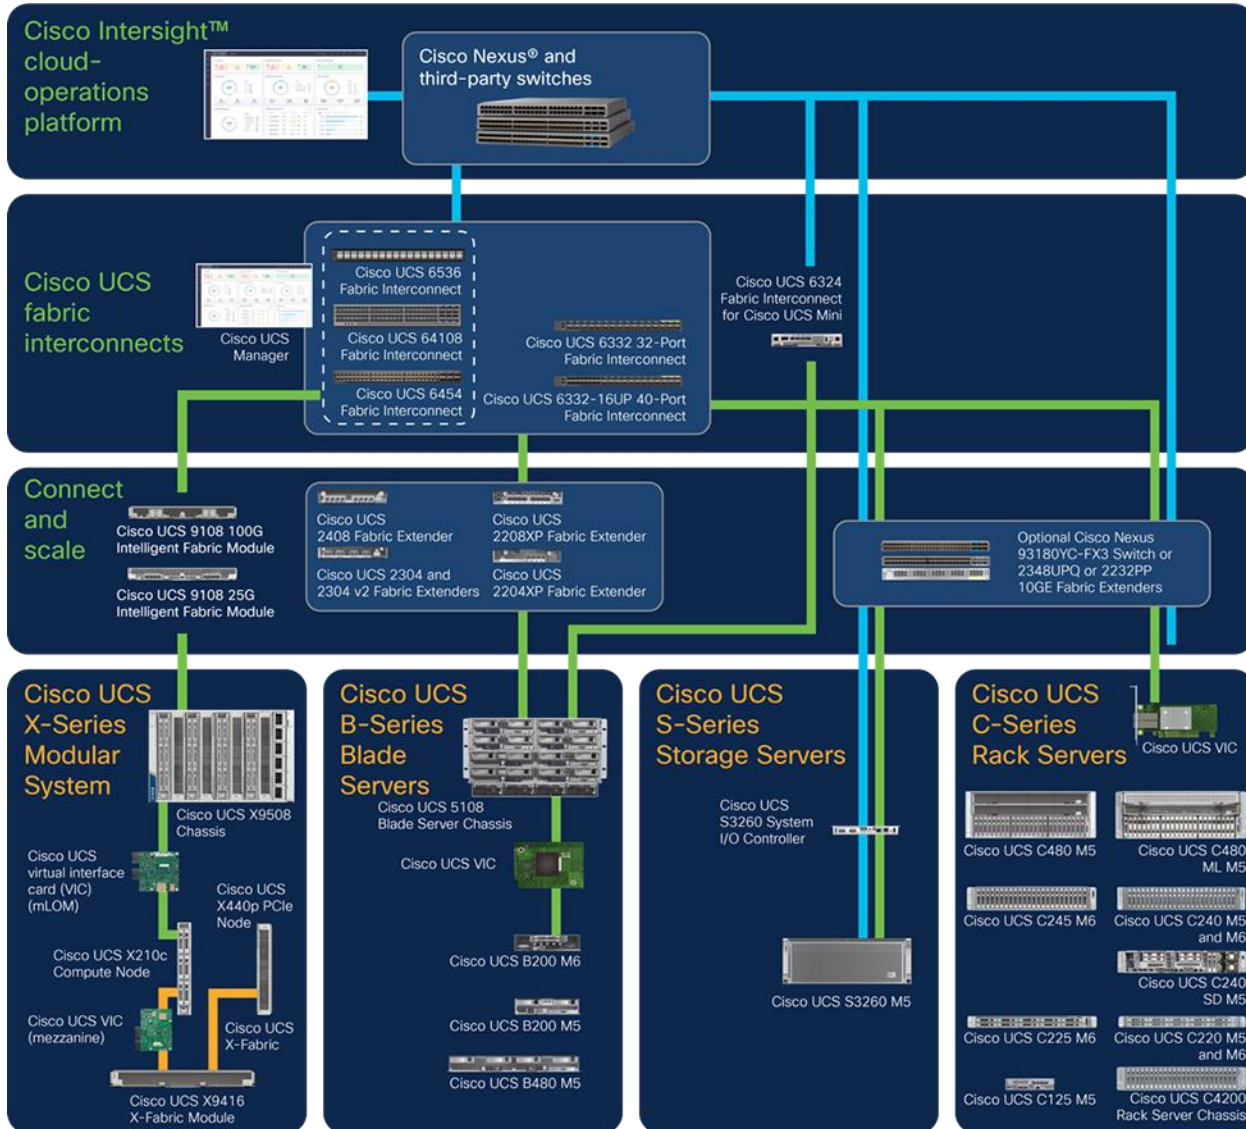 Cisco Intersight™
cloud-
operations
platform
Cisco Nexus® and
third-party switches
Cisco UCS
fabric
interconnects
Cisco UCS
Manager
Cisco UCS 6536
Fabric Interconnect
Cisco UCS 64108
Fabric Interconnect
Cisco UCS 6454
Fabric Interconnect
Cisco UCS 6332 32-Port
Fabric Interconnect
Cisco UCS 6332-16UP 40-Port
Fabric Interconnect
Cisco UCS 6324
Fabric Interconnect
for Cisco UCS Mini
Connect
and
scale
Cisco UCS 9108 100G
Intelligent Fabric Module
Cisco UCS 9108 25G
Intelligent Fabric Module
Cisco UCS
2408 Fabric Extender
Cisco UCS 2304 and
2304 v2 Fabric Extenders
Cisco UCS
2208XP Fabric Extender
Cisco UCS
2204XP Fabric Extender
Optional Cisco Nexus
93180YC-FX3 Switch or
2348UPQ or 2232PP
10GE Fabric Extenders
Cisco UCS
X-Series
Modular
System
Cisco UCS X9508
Chassis
Cisco UCS
virtual interface
card (VIC)
(mLOM)
Cisco UCS
X440p PCIe
Node
Cisco UCS X210c
Compute Node
Cisco UCS VIC
(mezzanine)
Cisco UCS
X-Fabric
Cisco UCS X9416
X-Fabric Module
Cisco UCS
B-Series
Blade
Servers
Cisco UCS 5108
Blade Server Chassis
Cisco UCS VIC
Cisco UCS B200 M6
Cisco UCS B200 M5
Cisco UCS B480 M5
Cisco UCS
S-Series
Storage Servers
Cisco UCS
S3260 System
I/O Controller
Cisco UCS S3260 M5
Cisco UCS
C-Series
Rack Servers
Cisco UCS VIC
Cisco UCS C480 M5
Cisco UCS C480
ML M5
Cisco UCS C245 M6
Cisco UCS C240 M5
and M6
Cisco UCS C240
SD M5
Cisco UCS C225 M6
Cisco UCS C220 M5
and M6
Cisco UCS C125 M5
Cisco UCS C4200
Rack Server Chassis